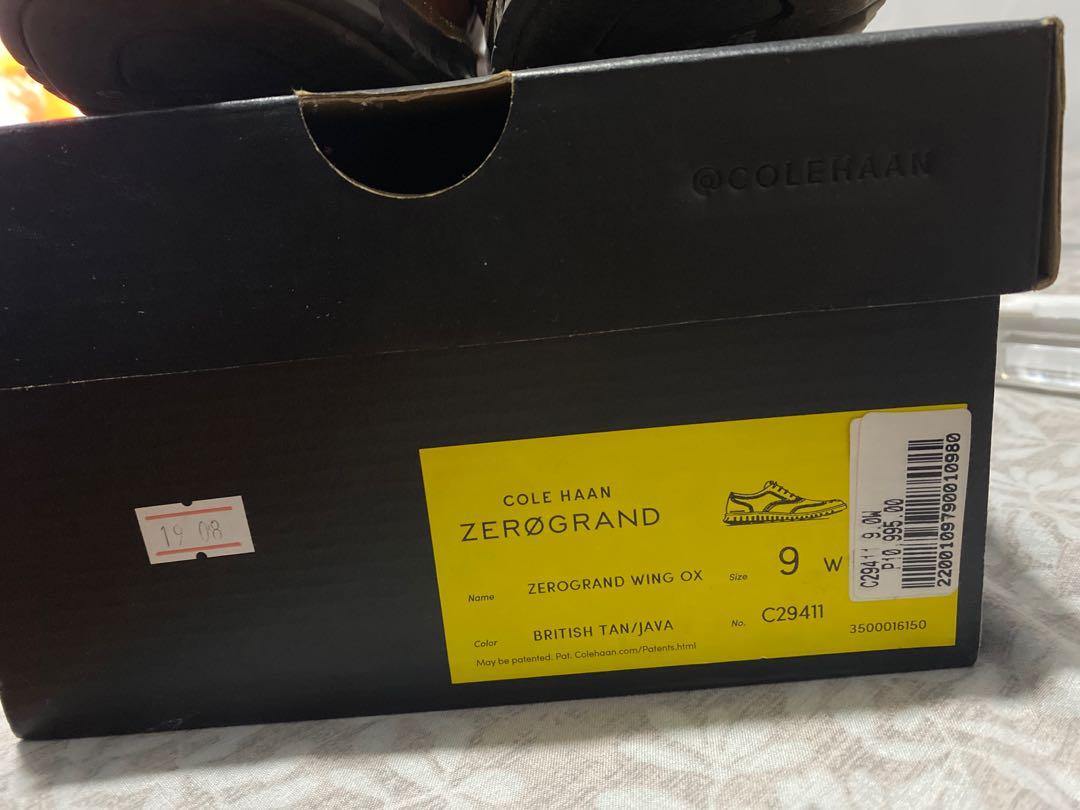 @COLEHAAN
19 08
COLE HAAN
ZERØGRAND
Name ZEROGRAND WING OX
Size 9 W
Color BRITISH TAN/JAVA
No. C29411
3500016150
May be patented. Pat. Colehaan.com/Patents.html
C29411 9.0W
P10 995.00
2200109790010980